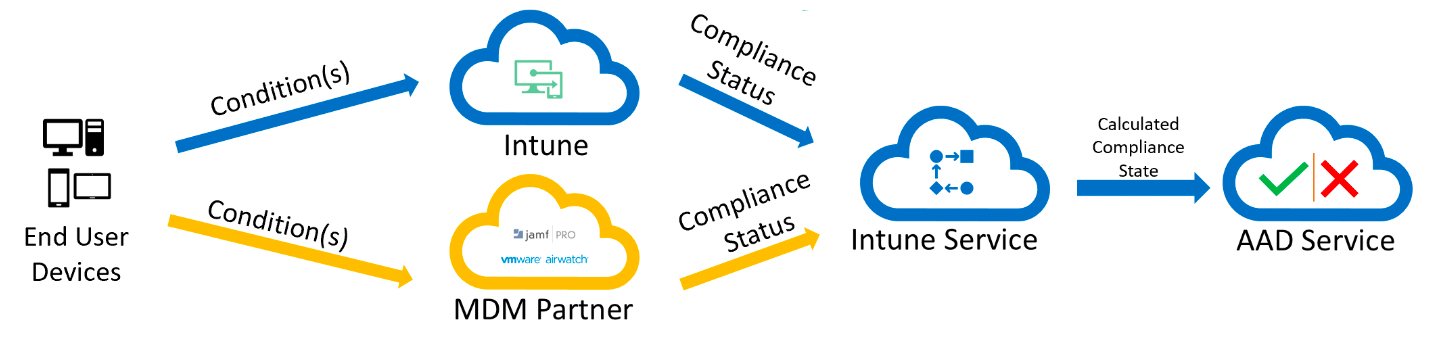 End User
Devices
Condition(s)
Condition(s)
Intune
jamf | PRO
vmware airwatch
MDM Partner
Compliance
Status
Compliance
Status
Intune Service
Calculated
Compliance
State
AAD Service